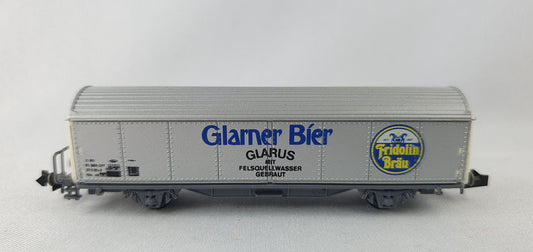 Glarner Bier
GLARUS
MIT
FELSQUELLWASSER
GEBRAUT
Fridolin
Bräu